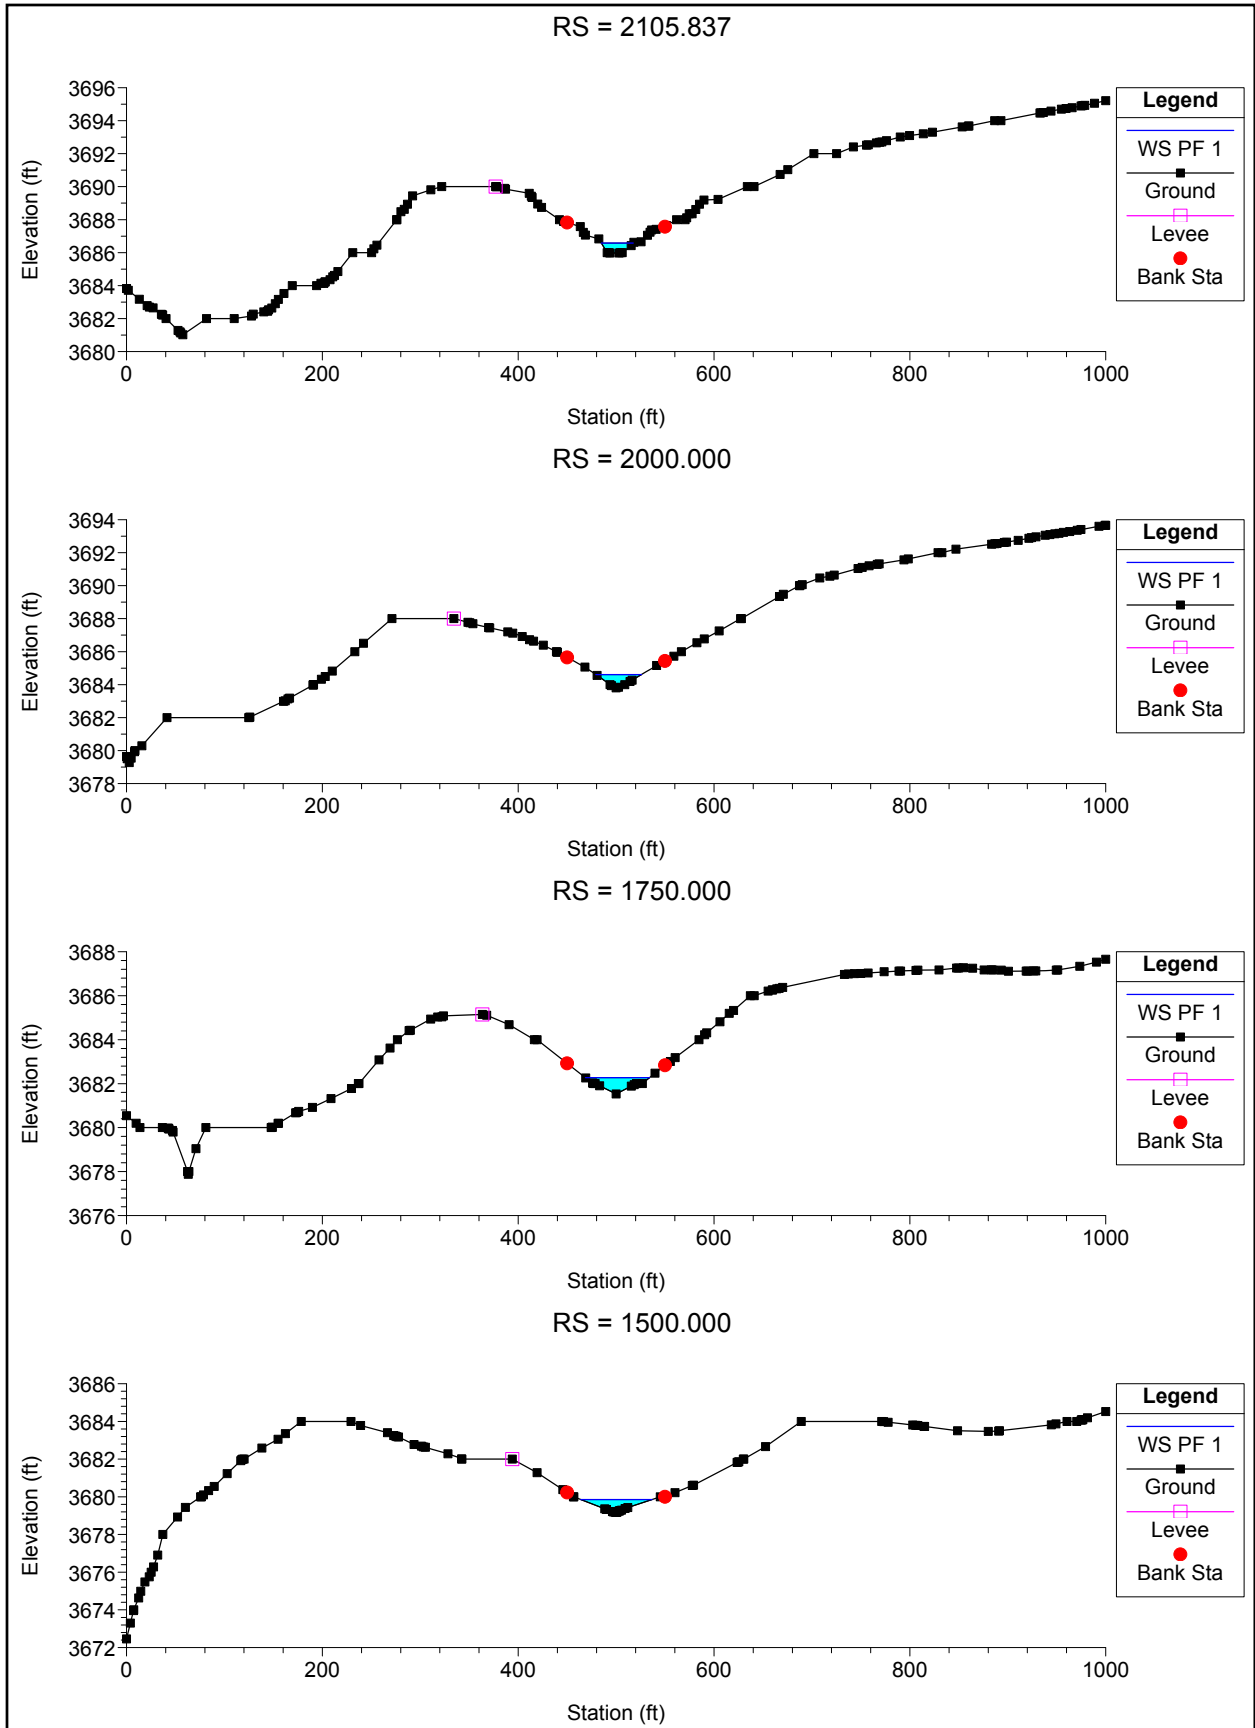 RS = 2105.837
Elevation (ft)
3696
3694
3692
3690
3688
3686
3684
3682
3680
0 200 400 600 800 1000
Station (ft)
Legend
WS PF 1
Ground
Levee
Bank Sta
RS = 2000.000
Elevation (ft)
3694
3692
3690
3688
3686
3684
3682
3680
3678
0 200 400 600 800 1000
Station (ft)
Legend
WS PF 1
Ground
Levee
Bank Sta
RS = 1750.000
Elevation (ft)
3688
3686
3684
3682
3680
3678
3676
0 200 400 600 800 1000
Station (ft)
Legend
WS PF 1
Ground
Levee
Bank Sta
RS = 1500.000
Elevation (ft)
3686
3684
3682
3680
3678
3676
3674
3672
0 200 400 600 800 1000
Station (ft)
Legend
WS PF 1
Ground
Levee
Bank Sta